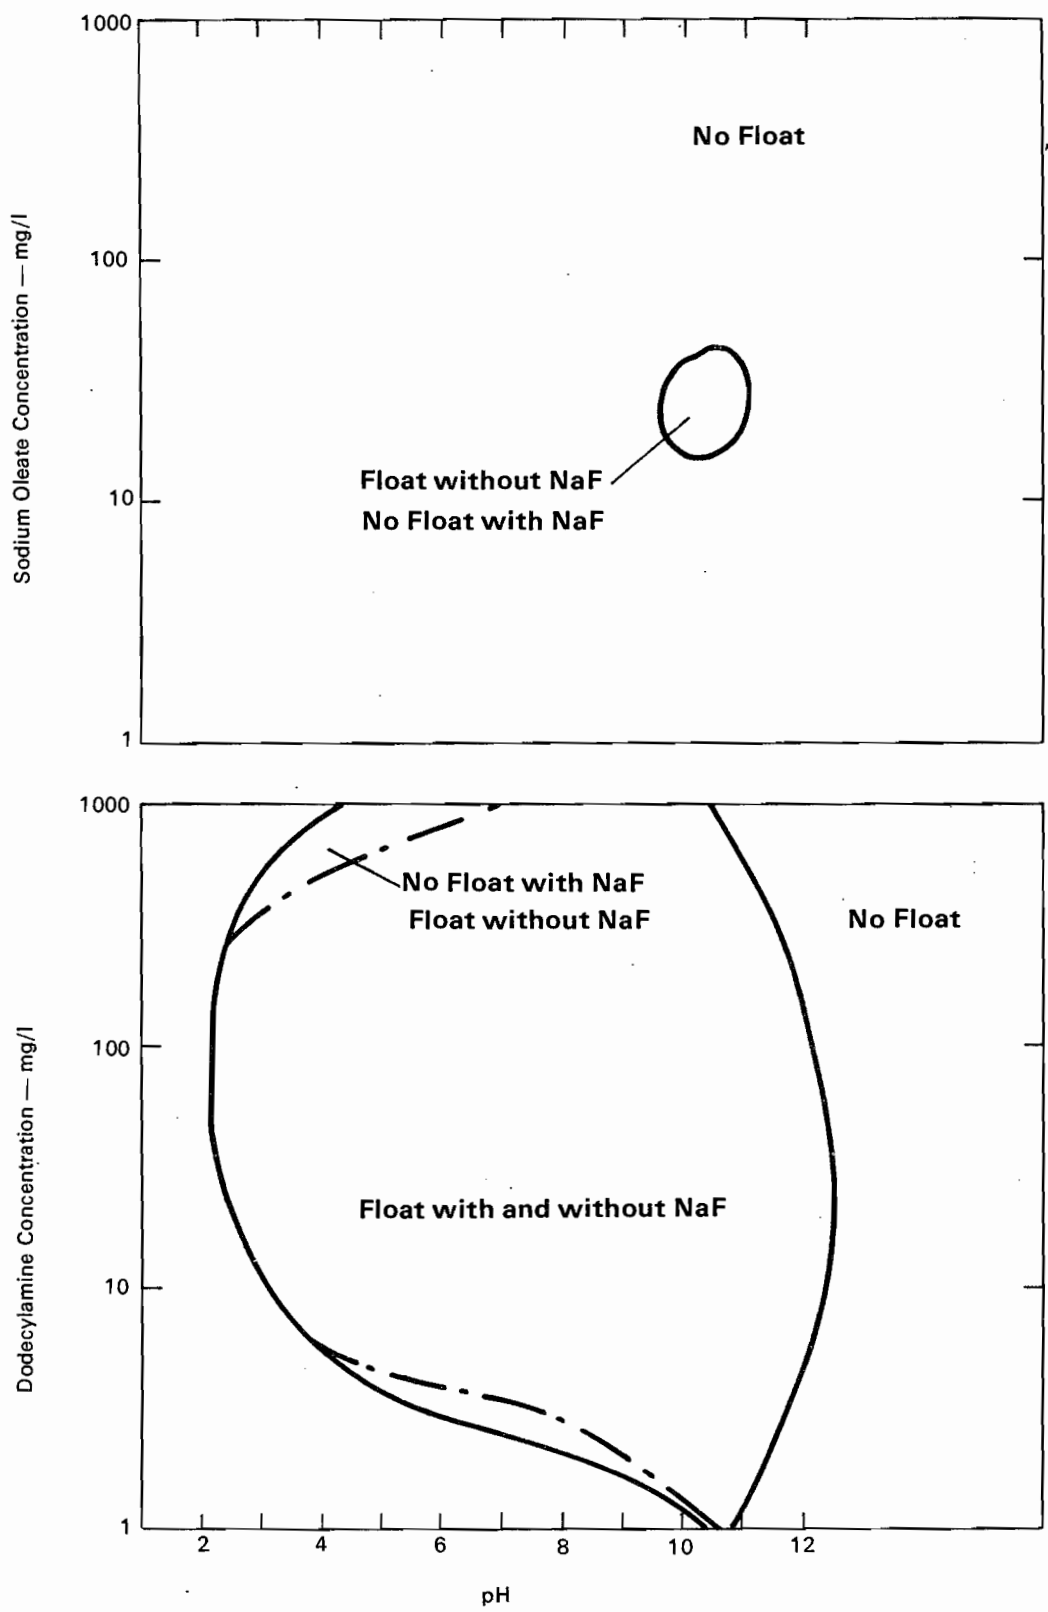 1000
No Float
100
Sodium Oleate Concentration — mg/l
Float without NaF
10
No Float with NaF
1
1000
No Float with NaF
Float without NaF
No Float
100
Dodecylamine Concentration — mg/l
Float with and without NaF
10
1
2 4 6 8 10 12
pH